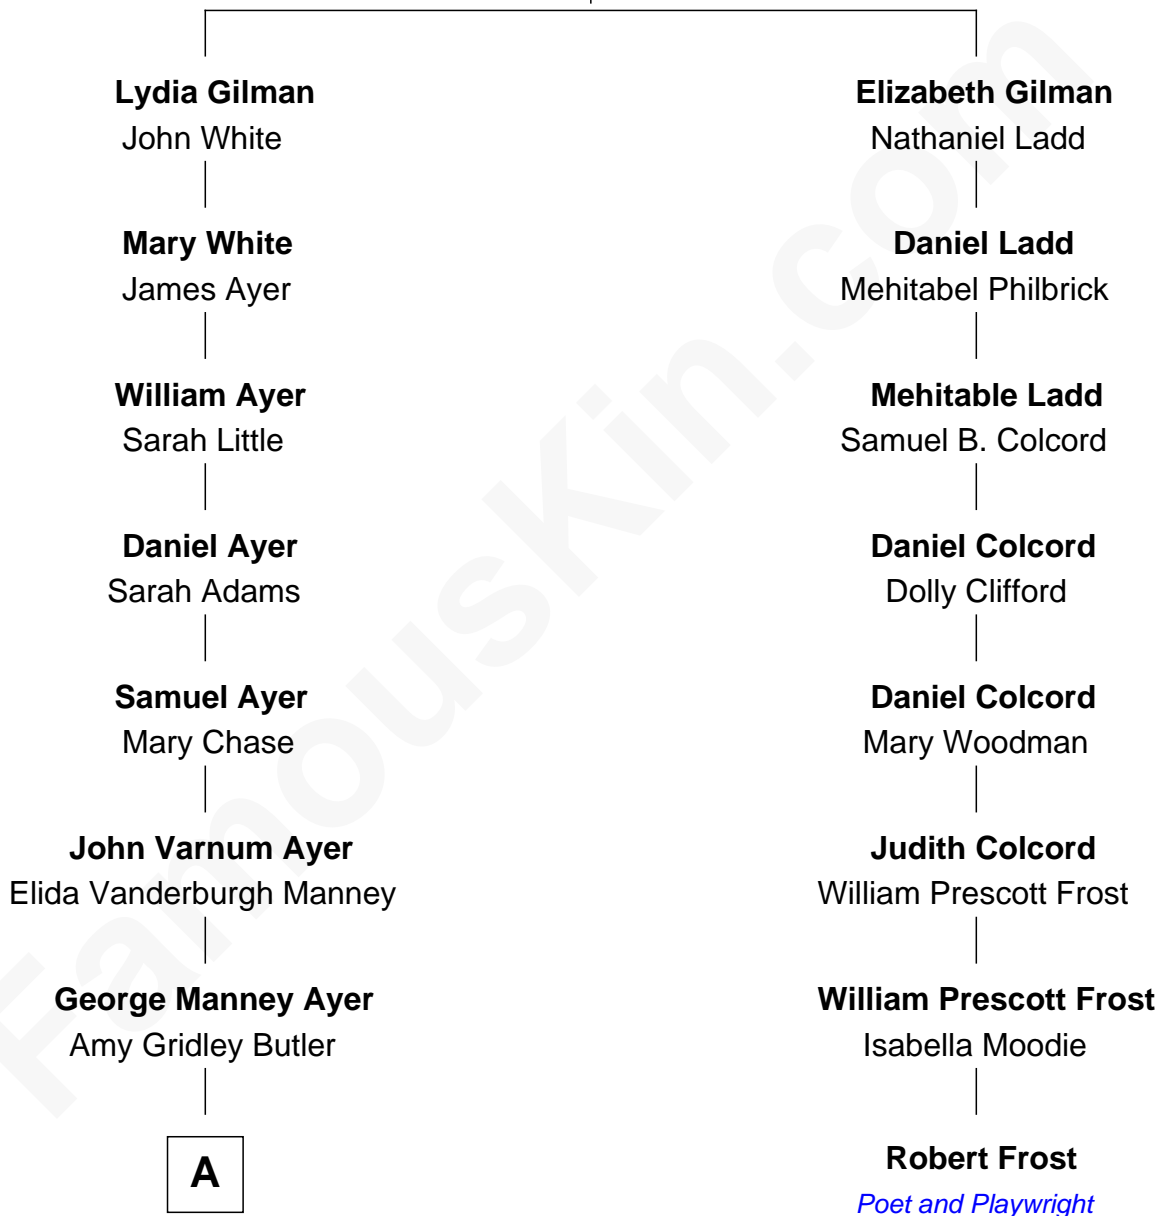 Lydia Gilman
John White
Mary White
James Ayer
William Ayer
Sarah Little
Daniel Ayer
Sarah Adams
Samuel Ayer
Mary Chase
John Varnum Ayer
Elida Vanderburgh Manney
George Manney Ayer
Amy Gridley Butler
A
Elizabeth Gilman
Nathaniel Ladd
Daniel Ladd
Mehitabel Philbrick
Mehitable Ladd
Samuel B. Colcord
Daniel Colcord
Dolly Clifford
Daniel Colcord
Mary Woodman
Judith Colcord
William Prescott Frost
William Prescott Frost
Isabella Moodie
Robert Frost
Poet and Playwright
FamousKin.com